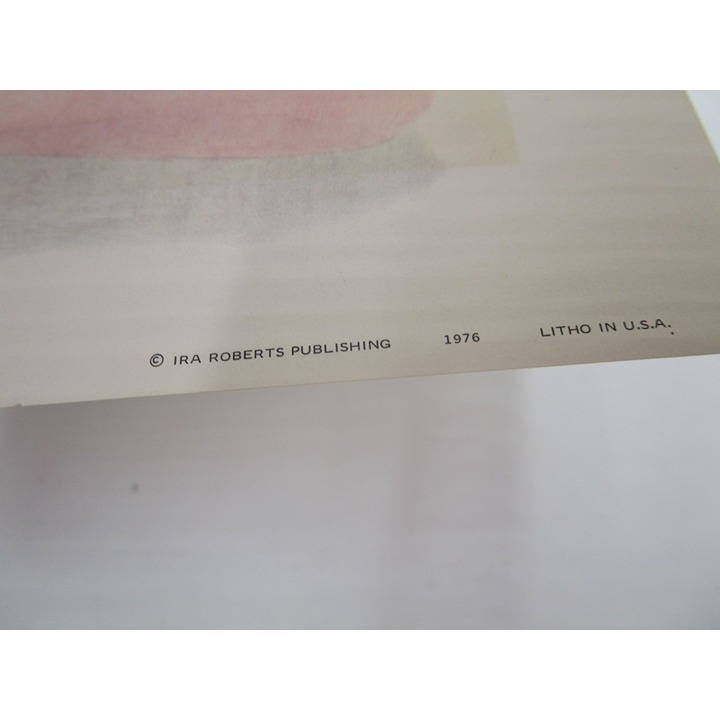 © IRA ROBERTS PUBLISHING 1976 LITHO IN U.S.A.